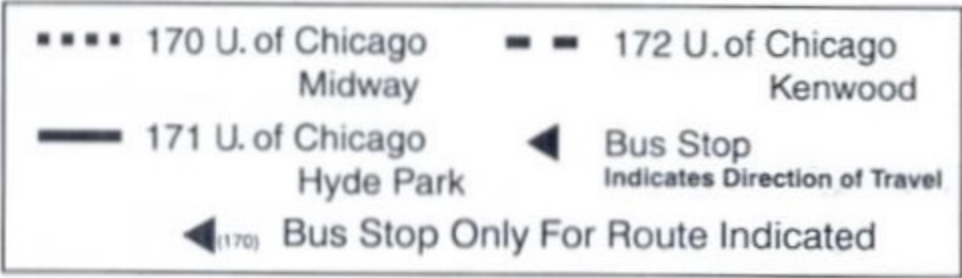 170 U. of Chicago
Midway
172 U. of Chicago
Kenwood
171 U. of Chicago
Hyde Park
Bus Stop
Indicates Direction of Travel
(170) Bus Stop Only For Route Indicated